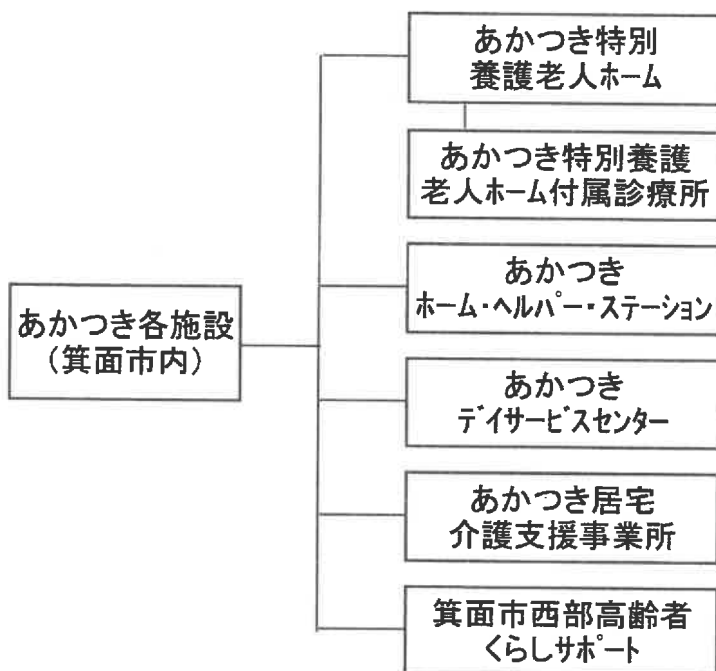 あかつき特別
養護老人ホーム
あかつき特別養護
老人ホーム付属診療所
あかつき
ホーム・ヘルパー・ステーション
あかつき各施設
(箕面市内)
あかつき
デイサービスセンター
あかつき居宅
介護支援事業所
箕面市西部高齢者
くらしサポート